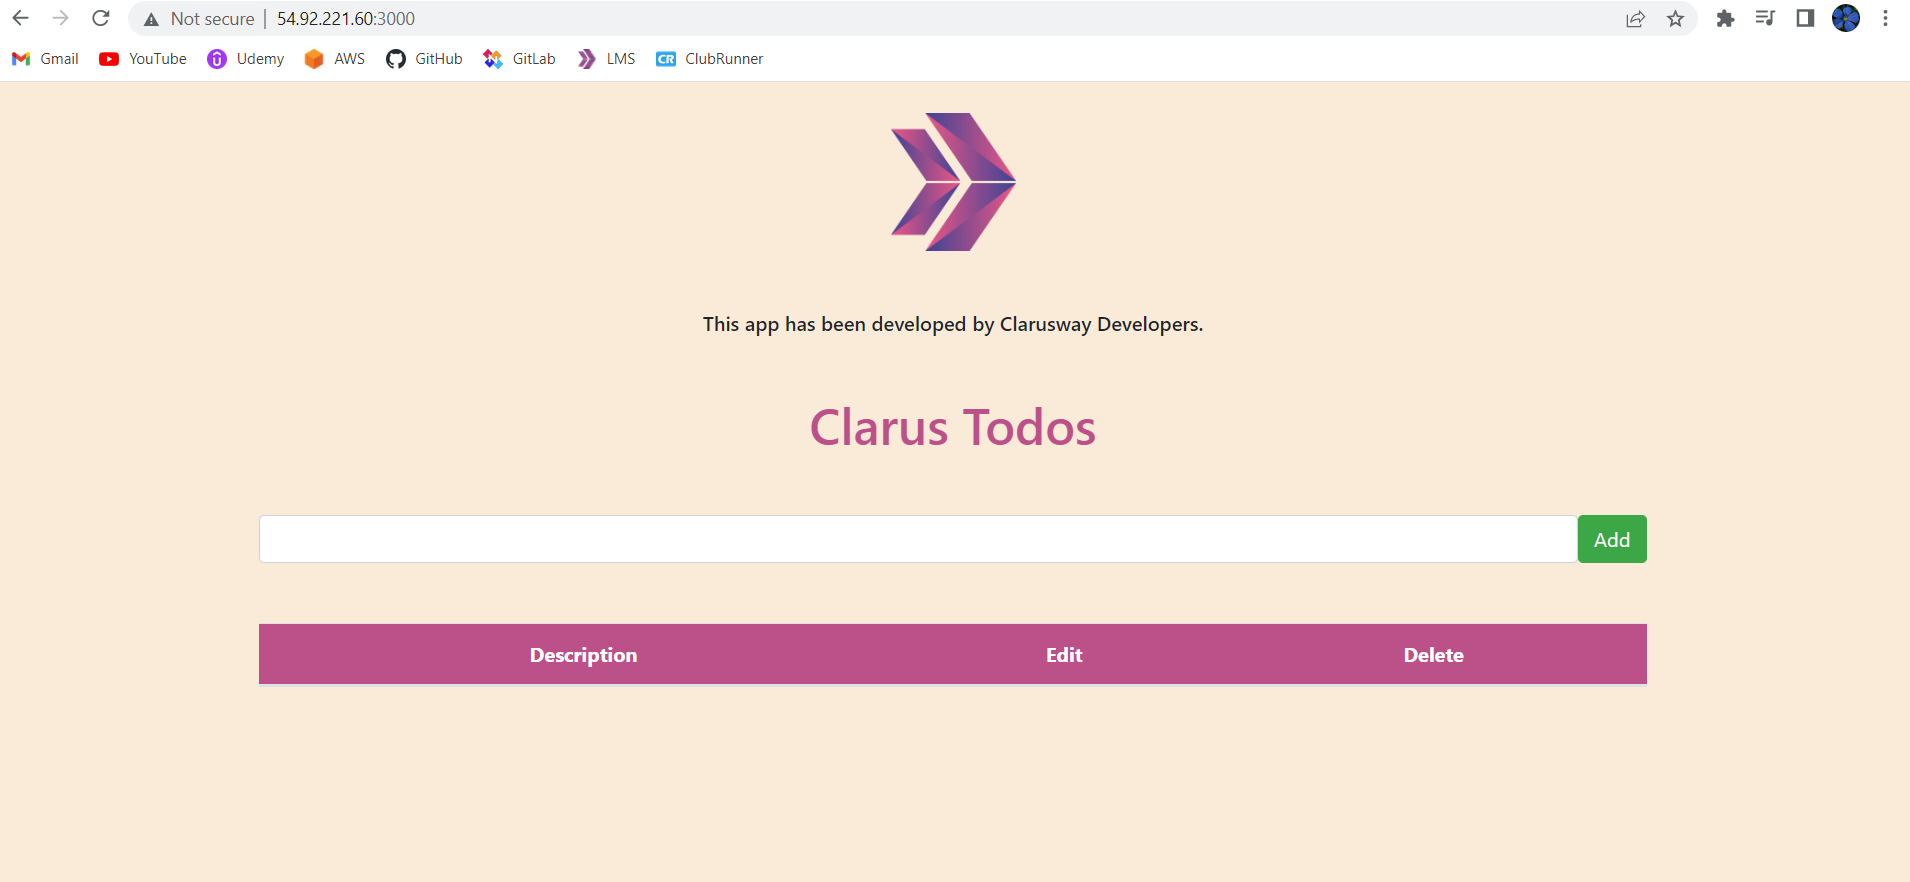 Not secure | 54.92.221.60:3000
Gmail YouTube Udemy AWS GitHub GitLab LMS CR ClubRunner
This app has been developed by Clarusway Developers.
Clarus Todos
Add
Description Edit Delete